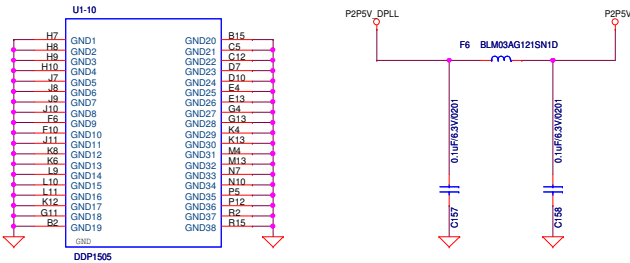 U1-10
H7 GND1 GND20 B15
H8 GND2 GND21 C5
H9 GND3 GND22 C12
H10 GND4 GND23 D7
J7 GND5 GND24 D10
J8 GND6 GND25 E4
J9 GND7 GND26 E13
J10 GND8 GND27 G4
F6 GND9 GND28 G13
F10 GND10 GND29 K4
J11 GND11 GND30 K13
K8 GND12 GND31 M4
K6 GND13 GND32 M13
L9 GND14 GND33 N7
L10 GND15 GND34 N10
L11 GND16 GND35 P5
K12 GND17 GND36 P12
G11 GND18 GND37 R2
B2 GND19 GND38 R15
GND
DDP1505
P2P5V_DPLL
P2P5V
F6 BLM03AG121SN1D
0.1uF/6.3V/0201
C157
0.1uF/6.3V/0201
C158